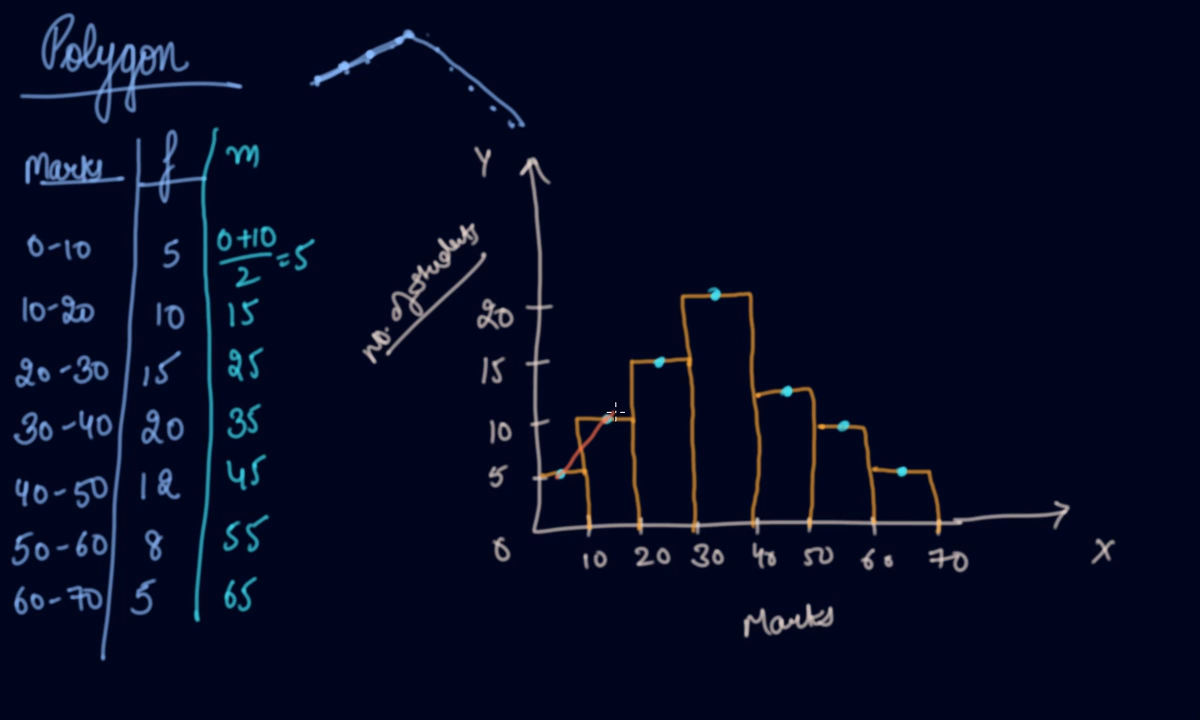 Polygon
Marks f m
0-10 5 0+10/2 = 5
10-20 10 15
20-30 15 25
30-40 20 35
40-50 12 45
50-60 8 55
60-70 5 65
Y
no. of students
20
15
10
5
0 10 20 30 40 50 60 70 X
Marks